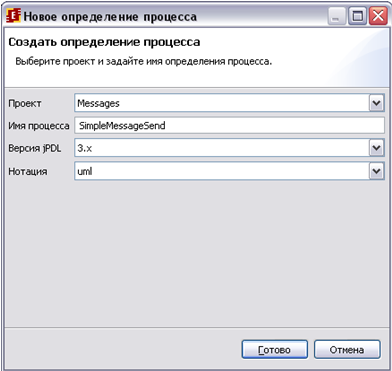 Новое определение процесса
Создать определение процесса
Выберите проект и задайте имя определения процесса.
Проект Messages
Имя процесса SimpleMessageSend
Версия jPDL 3.x
Нотация uml
Готово Отмена